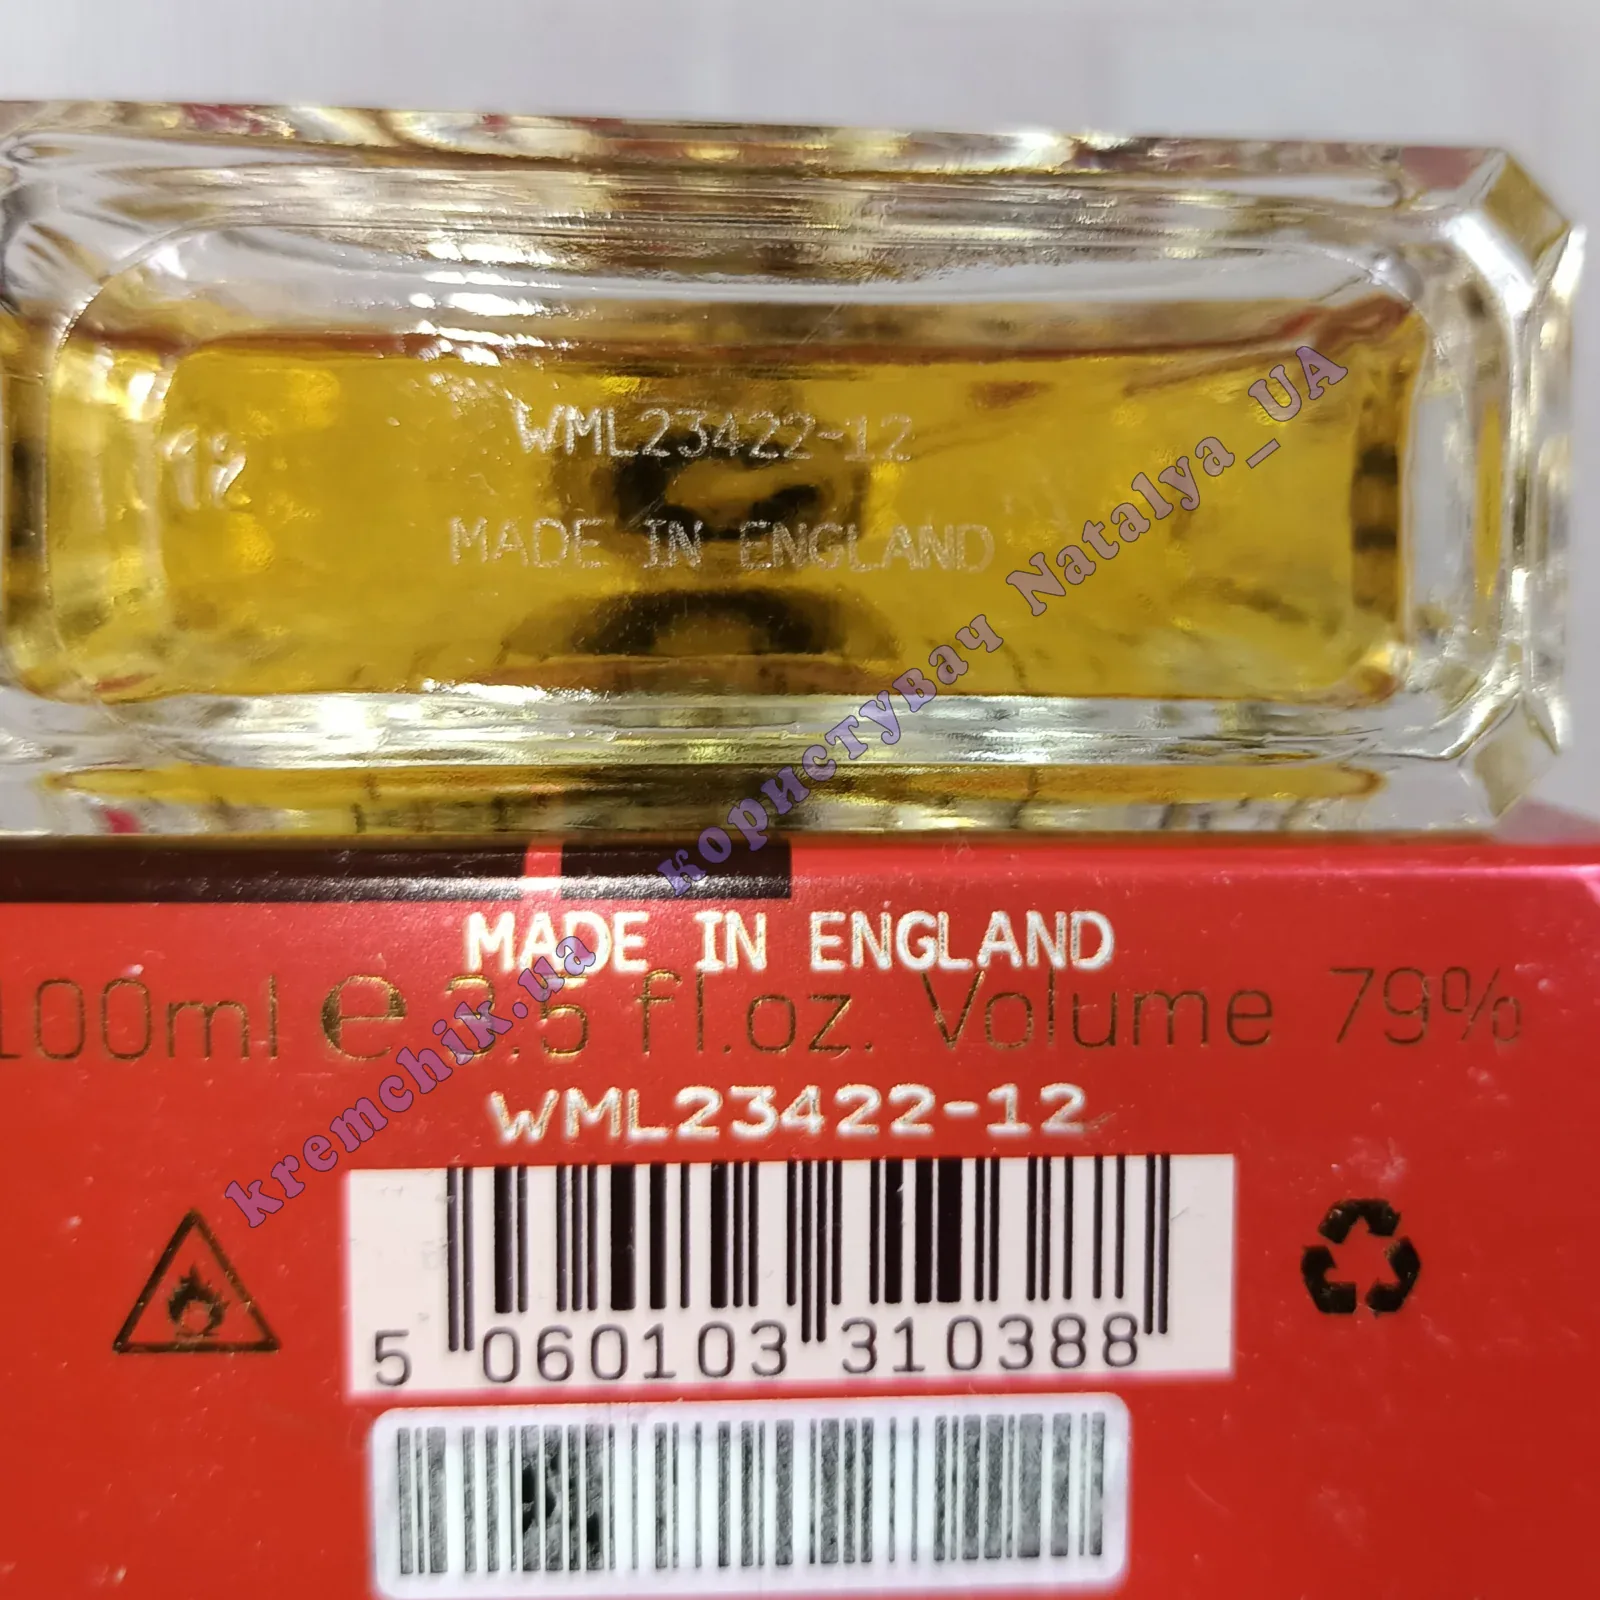 WML23422-12
12
MADE IN ENGLAND
MADE IN ENGLAND
100ml e 3.5 fl.oz. Volume 79%
WML23422-12
5 060103 310388
kremchik.ua користувач Natalya_UA